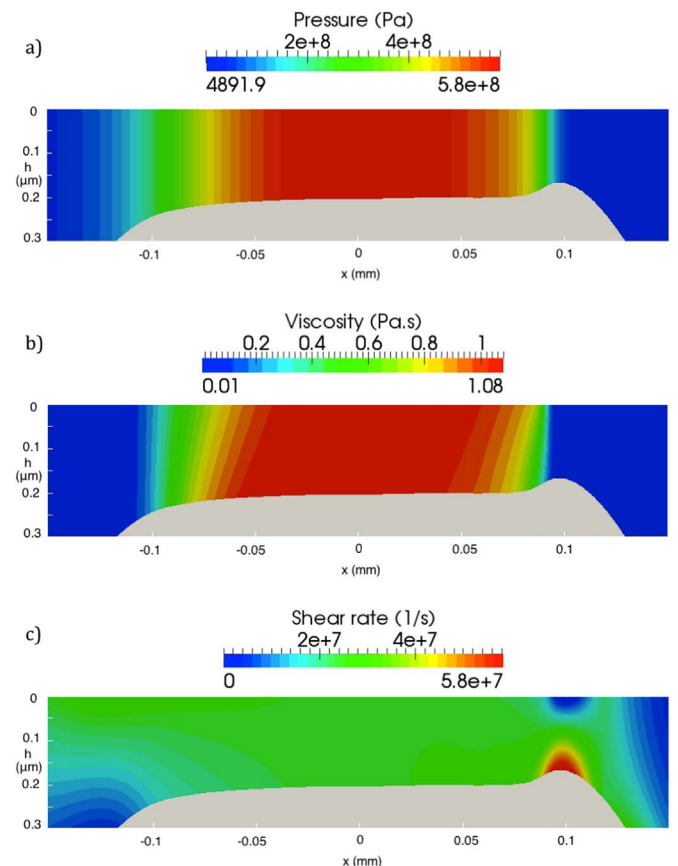 a)
Pressure (Pa)
2e+8 4e+8
4891.9 5.8e+8
0
0.1
h
(μm)
0.2
0.3
-0.1 -0.05 0 0.05 0.1
x (mm)
b)
Viscosity (Pa.s)
0.2 0.4 0.6 0.8 1
0.01 1.08
0
0.1
h
(μm)
0.2
0.3
-0.1 -0.05 0 0.05 0.1
x (mm)
c)
Shear rate (1/s)
2e+7 4e+7
0 5.8e+7
0
0.1
h
(μm)
0.2
0.3
-0.1 -0.05 0 0.05 0.1
x (mm)